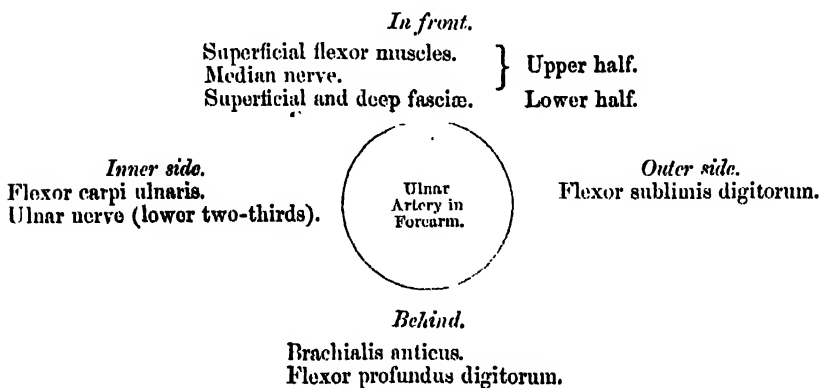 In front.
Superficial flexor muscles.
Median nerve.
} Upper half.
Superficial and deep fasciæ. Lower half.
Inner side.
Flexor carpi ulnaris.
Ulnar nerve (lower two-thirds).
Ulnar
Artery in
Forearm.
Outer side.
Flexor sublimis digitorum.
Behind.
Brachialis anticus.
Flexor profundus digitorum.